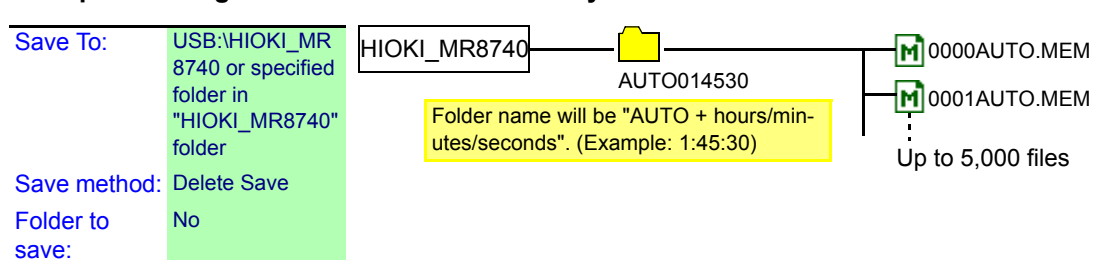 Save To:
USB:\HIOKI_MR
8740 or specified
folder in
"HIOKI_MR8740"
folder
Save method:
Delete Save
Folder to
save:
No
HIOKI_MR8740
AUTO014530
Folder name will be "AUTO + hours/min-
utes/seconds". (Example: 1:45:30)
M 0000AUTO.MEM
M 0001AUTO.MEM
Up to 5,000 files